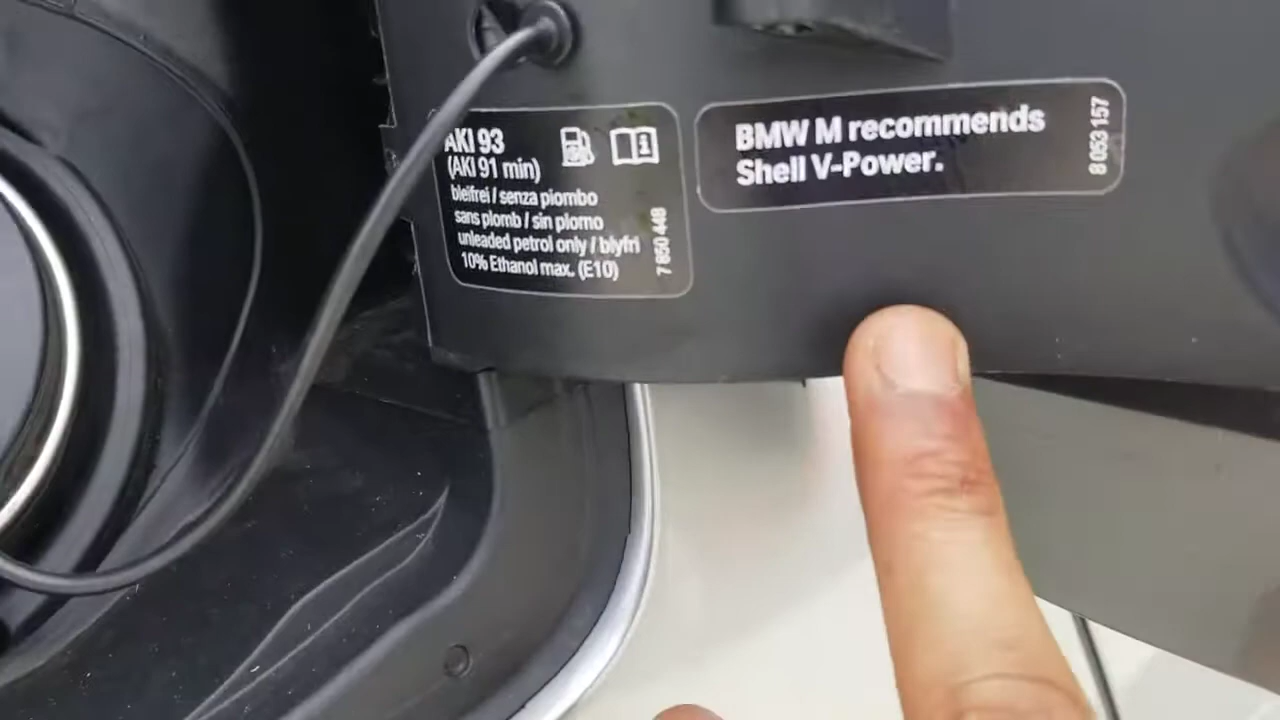 AKI 93
(AKI 91 min)
bleifrei / senza piombo
sans plomb / sin plomo
unleaded petrol only / blyfri
10% Ethanol max. (E10)
7 850 448
BMW M recommends
Shell V-Power.
8 053 157